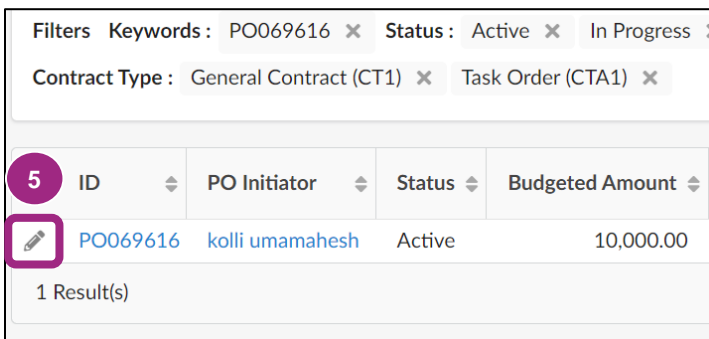 Filters Keywords : PO069616 × Status : Active × In Progress
Contract Type : General Contract (CT1) × Task Order (CTA1) ×
5 ID PO Initiator Status Budgeted Amount
PO069616 kolli umamahesh Active 10,000.00
1 Result(s)